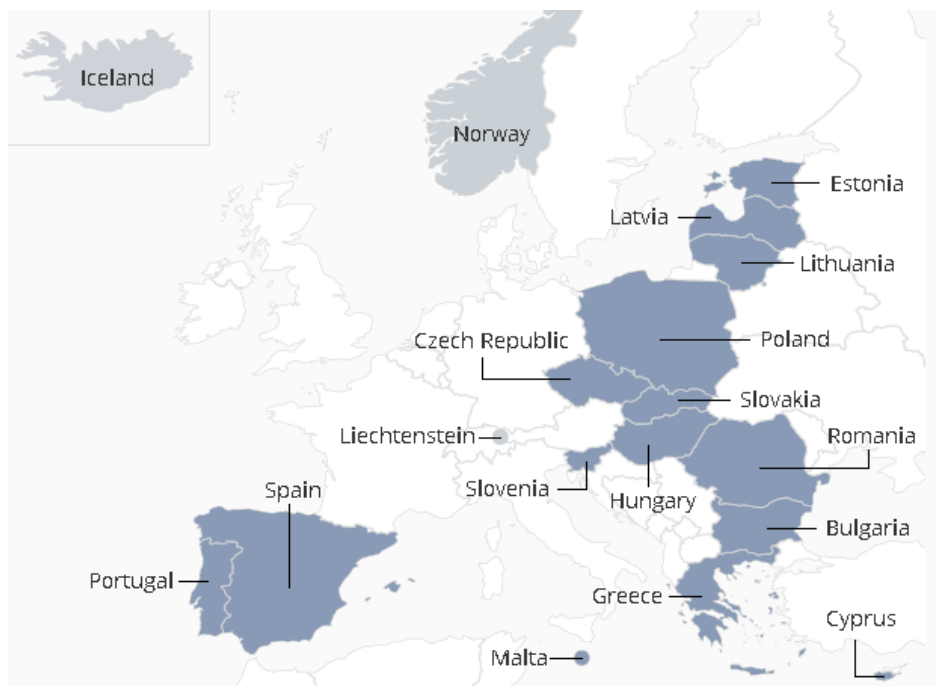 Iceland
Norway
Estonia
Latvia
Lithuania
Czech Republic
Poland
Slovakia
Liechtenstein
Romania
Slovenia
Spain
Hungary
Bulgaria
Portugal
Greece
Cyprus
Malta